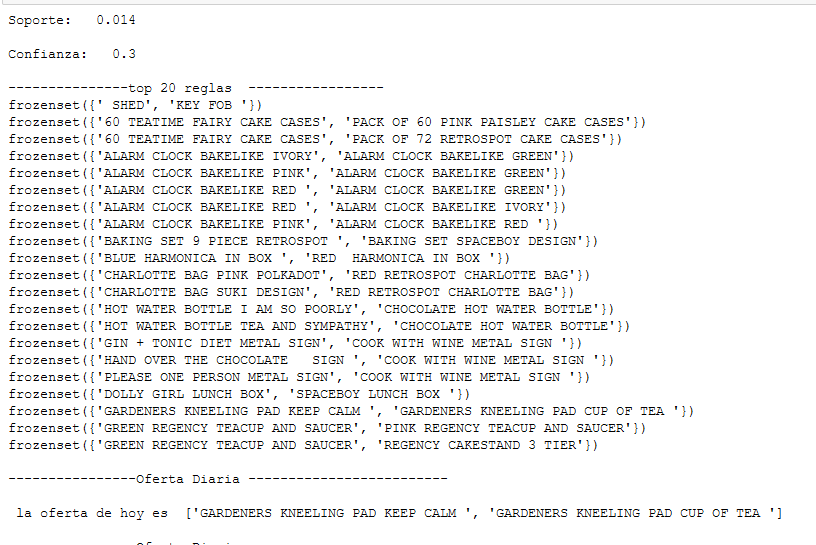 Soporte:   0.014
Confianza:   0.3
---------------top 20 reglas  -----------------
frozenset({' SHED', 'KEY FOB '})
frozenset({'60 TEATIME FAIRY CAKE CASES', 'PACK OF 60 PINK PAISLEY CAKE CASES'})
frozenset({'60 TEATIME FAIRY CAKE CASES', 'PACK OF 72 RETROSPOT CAKE CASES'})
frozenset({'ALARM CLOCK BAKELIKE IVORY', 'ALARM CLOCK BAKELIKE GREEN'})
frozenset({'ALARM CLOCK BAKELIKE PINK', 'ALARM CLOCK BAKELIKE GREEN'})
frozenset({'ALARM CLOCK BAKELIKE RED ', 'ALARM CLOCK BAKELIKE GREEN'})
frozenset({'ALARM CLOCK BAKELIKE RED ', 'ALARM CLOCK BAKELIKE IVORY'})
frozenset({'ALARM CLOCK BAKELIKE PINK', 'ALARM CLOCK BAKELIKE RED '})
frozenset({'BAKING SET 9 PIECE RETROSPOT ', 'BAKING SET SPACEBOY DESIGN'})
frozenset({'BLUE HARMONICA IN BOX ', 'RED  HARMONICA IN BOX '})
frozenset({'CHARLOTTE BAG PINK POLKADOT', 'RED RETROSPOT CHARLOTTE BAG'})
frozenset({'CHARLOTTE BAG SUKI DESIGN', 'RED RETROSPOT CHARLOTTE BAG'})
frozenset({'HOT WATER BOTTLE I AM SO POORLY', 'CHOCOLATE HOT WATER BOTTLE'})
frozenset({'HOT WATER BOTTLE TEA AND SYMPATHY', 'CHOCOLATE HOT WATER BOTTLE'})
frozenset({'GIN + TONIC DIET METAL SIGN', 'COOK WITH WINE METAL SIGN '})
frozenset({'HAND OVER THE CHOCOLATE   SIGN ', 'COOK WITH WINE METAL SIGN '})
frozenset({'PLEASE ONE PERSON METAL SIGN', 'COOK WITH WINE METAL SIGN '})
frozenset({'DOLLY GIRL LUNCH BOX', 'SPACEBOY LUNCH BOX '})
frozenset({'GARDENERS KNEELING PAD KEEP CALM ', 'GARDENERS KNEELING PAD CUP OF TEA '})
frozenset({'GREEN REGENCY TEACUP AND SAUCER', 'PINK REGENCY TEACUP AND SAUCER'})
frozenset({'GREEN REGENCY TEACUP AND SAUCER', 'REGENCY CAKESTAND 3 TIER'})
----------------Oferta Diaria -------------------------
la oferta de hoy es  ['GARDENERS KNEELING PAD KEEP CALM ', 'GARDENERS KNEELING PAD CUP OF TEA ']